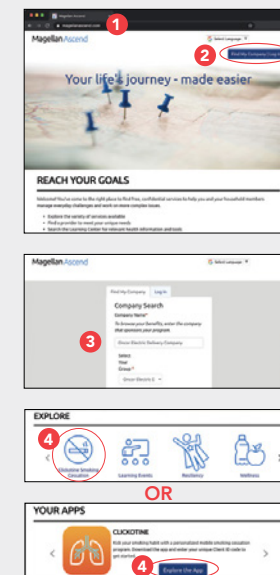 1
Magellan Ascend
magellanascend.com
Magellan Ascend
Select Language
2
Find My Company
Your life's journey - made easier
REACH YOUR GOALS
Welcome! You've come to the right place to find free, confidential services to help you and your household members
manage everyday challenges and work on more complex issues.
• Explore the variety of services available
• Find a provider to meet your unique needs
• Search the Learning Center for relevant health information and tools
Magellan Ascend
Select Language
Find My Company
Log In
Company Search
Company Name*
To browse your benefits, enter the company
that sponsors your program.
3
Oncor Electric Delivery Company
Select
Your
Group*
Oncor Electric D
EXPLORE
4
Clickotine Smoking
Cessation
Learning Events
Resiliency
Wellness
OR
YOUR APPS
CLICKOTINE
Kick your smoking habit with a personalized mobile smoking cessation
program. Download the app and enter your unique Client ID code to
get started.
4
Explore the App